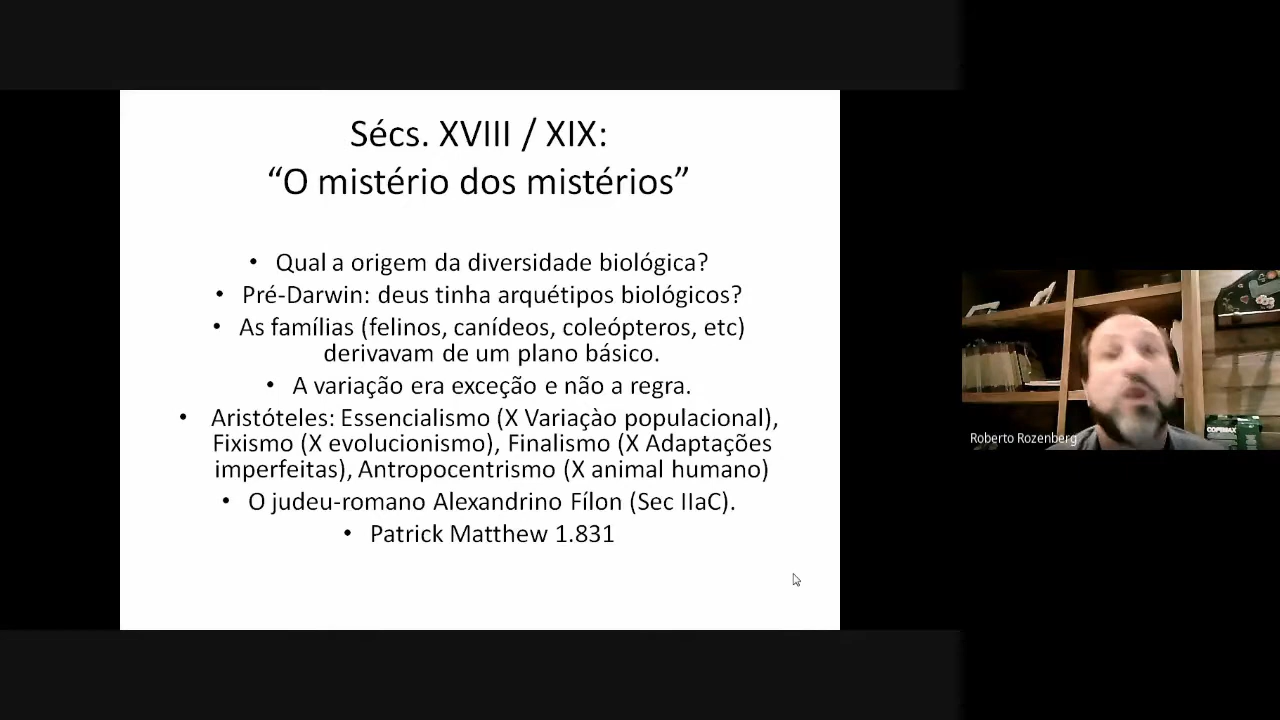 Sécs. XVIII / XIX:
“O mistério dos mistérios”
• Qual a origem da diversidade biológica?
• Pré-Darwin: deus tinha arquétipos biológicos?
• As famílias (felinos, canídeos, coleópteros, etc)
derivavam de um plano básico.
• A variação era exceção e não a regra.
• Aristóteles: Essencialismo (X Variaçào populacional),
Fixismo (X evolucionismo), Finalismo (X Adaptações
imperfeitas), Antropocentrismo (X animal humano)
• O judeu-romano Alexandrino Fílon (Sec IIaC).
• Patrick Matthew 1.831
Roberto Rozenberg